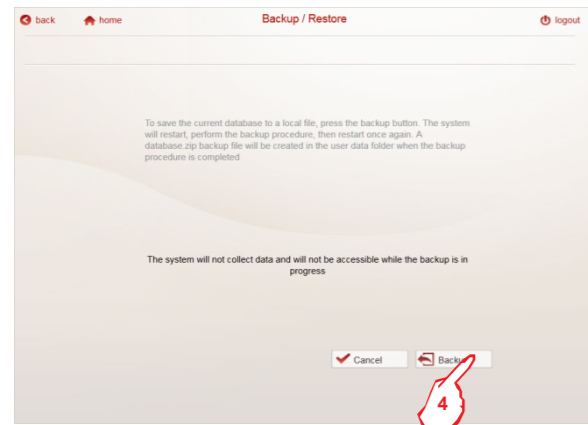 back home Backup / Restore logout
To save the current database to a local file, press the backup button. The system
will restart, perform the backup procedure, then restart once again. A
database.zip backup file will be created in the user data folder when the backup
procedure is completed
The system will not collect data and will not be accessible while the backup is in
progress
Cancel Backup
4